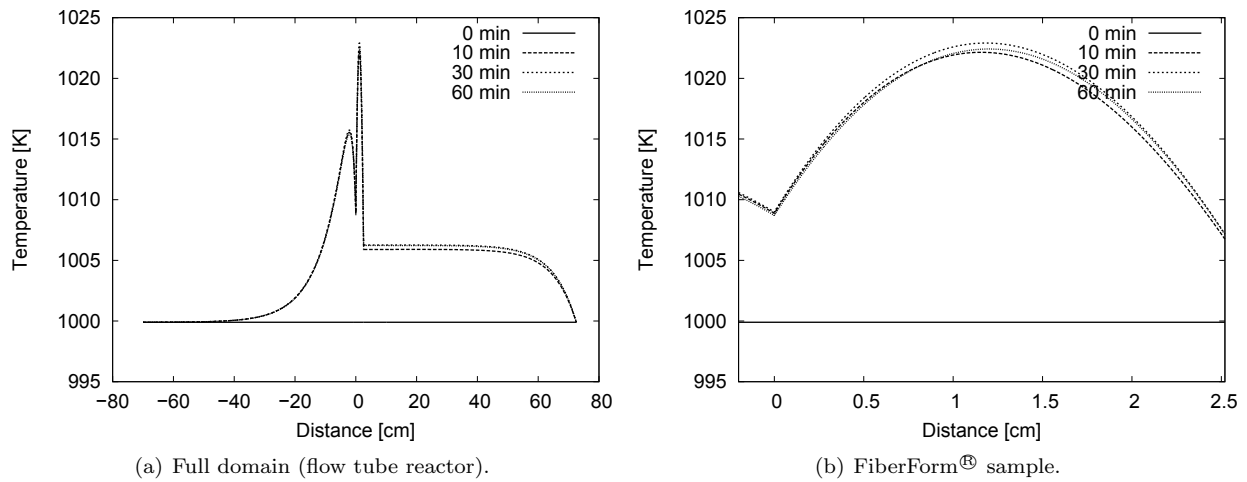 1025
1020
1015
1010
1005
1000
995
Temperature [K]
−80 −60 −40 −20 0 20 40 60 80
Distance [cm]
0 min
10 min
30 min
60 min
(a) Full domain (flow tube reactor).
1025
1020
1015
1010
1005
1000
995
Temperature [K]
0 0.5 1 1.5 2 2.5
Distance [cm]
0 min
10 min
30 min
60 min
(b) FiberForm® sample.